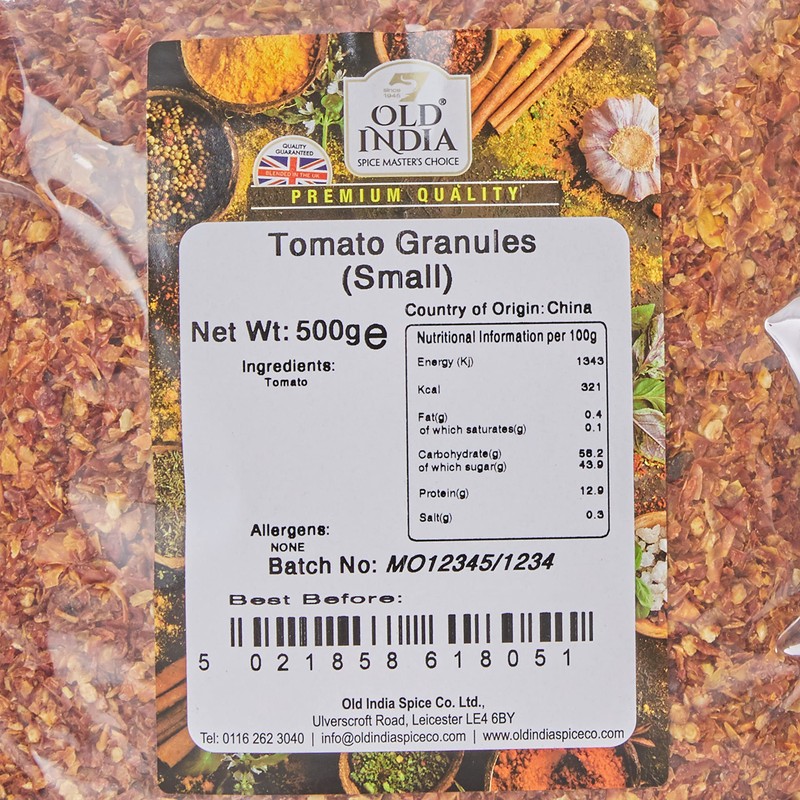 Since 1945
OLD®
INDIA
SPICE MASTER'S CHOICE
QUALITY
GUARANTEED
BLENDED IN THE UK
PREMIUM QUALITY
Tomato Granules
(Small)
Country of Origin: China
Net Wt: 500g e
Ingredients:
Tomato
Nutritional Information per 100g
Energy (Kj) 1343
Kcal 321
Fat(g) 0.4
of which saturates(g) 0.1
Carbohydrate(g) 56.2
of which sugar(g) 43.9
Protein(g) 12.9
Salt(g) 0.3
Allergens:
NONE
Batch No: MO12345/1234
Best Before:
5 021858 618051
Old India Spice Co. Ltd.,
Ulverscroft Road, Leicester LE4 6BY
Tel: 0116 262 3040 | info@oldindiaspiceco.com | www.oldindiaspiceco.com